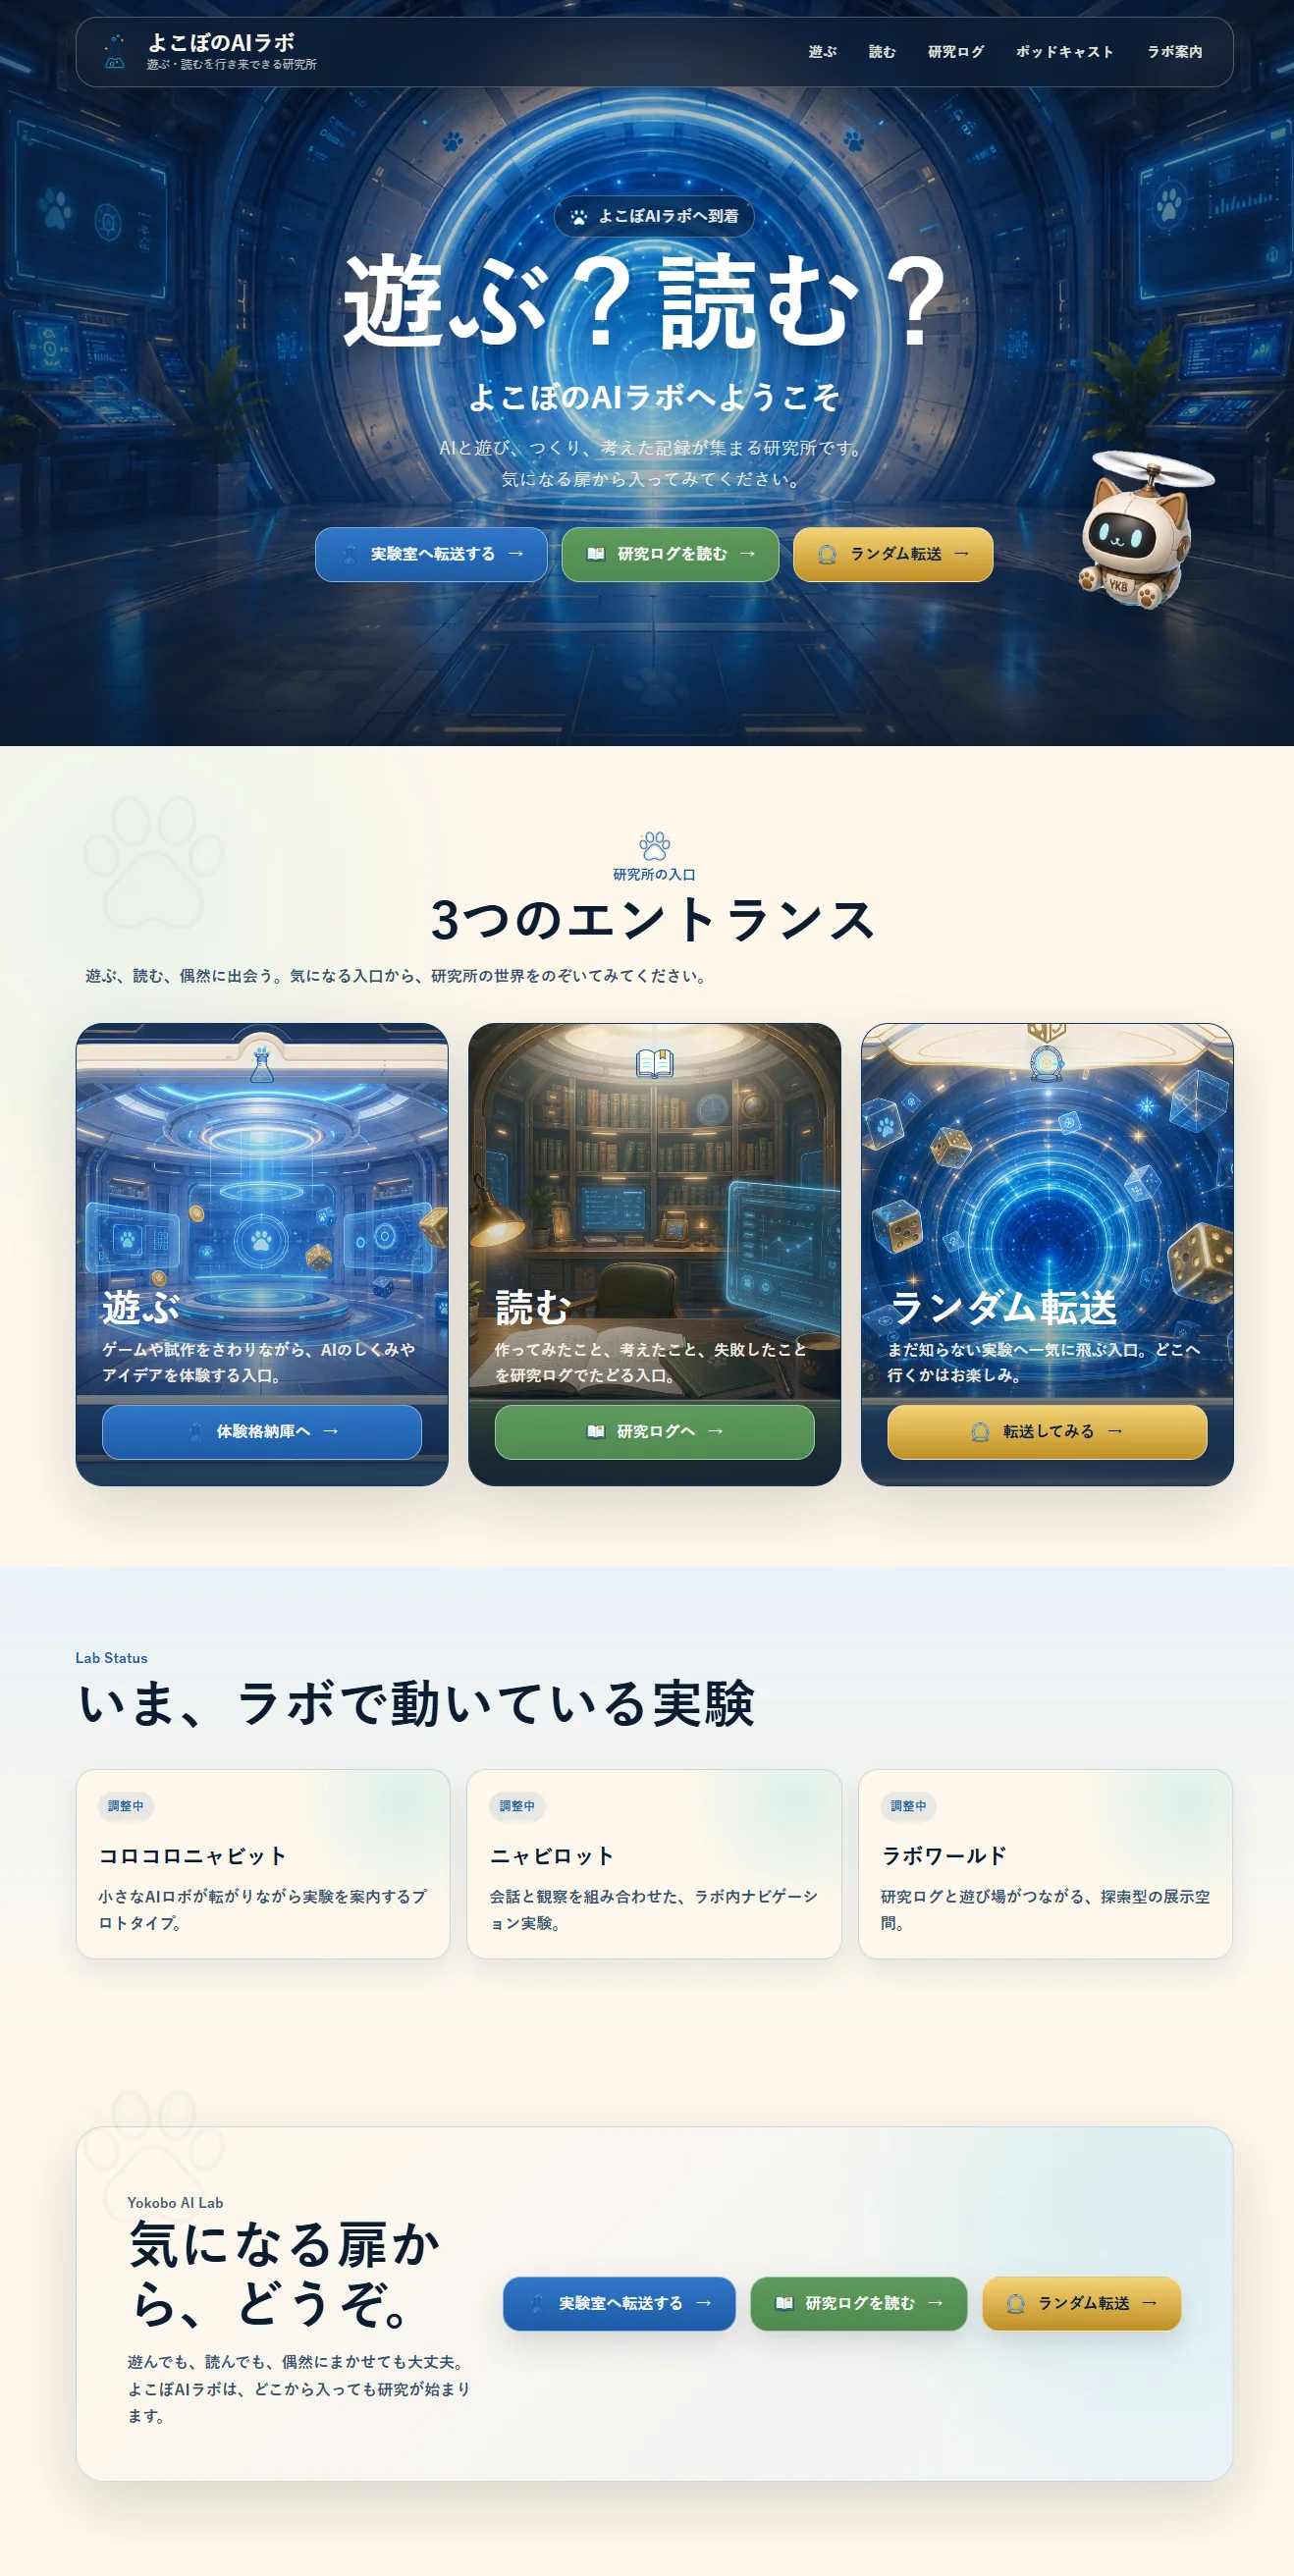 よこぼのAIラボ
遊ぶ・読むを行き来できる研究所
遊ぶ 読む 研究ログ ポッドキャスト ラボ案内
よこぼAIラボへ到着
遊ぶ？読む？
よこぼのAIラボへようこそ
AIと遊び、つくり、考えた記録が集まる研究所です。
気になる扉から入ってみてください。
実験室へ転送する → 研究ログを読む → ランダム転送 →
YKB
研究所の入口
3つのエントランス
遊ぶ、読む、偶然に出会う。気になる入口から、研究所の世界をのぞいてみてください。
遊ぶ
ゲームや試作をさわりながら、AIのしくみや
アイデアを体験する入口。
体験格納庫へ →
読む
作ってみたこと、考えたこと、失敗したこと
を研究ログでたどる入口。
研究ログへ →
ランダム転送
まだ知らない実験へ一気に飛ぶ入口。どこへ
行くかはお楽しみ。
転送してみる →
Lab Status
いま、ラボで動いている実験
調整中
コロコロニャビット
小さなAIロボが転がりながら実験を案内するプ
ロトタイプ。
調整中
ニャビロット
会話と観察を組み合わせた、ラボ内ナビゲーシ
ョン実験。
調整中
ラボワールド
研究ログと遊び場がつながる、探索型の展示空
間。
Yokobo AI Lab
気になる扉か
ら、どうぞ。
遊んでも、読んでも、偶然にまかせても大丈夫。
よこぼAIラボは、どこから入っても研究が始まり
ます。
実験室へ転送する → 研究ログを読む → ランダム転送 →